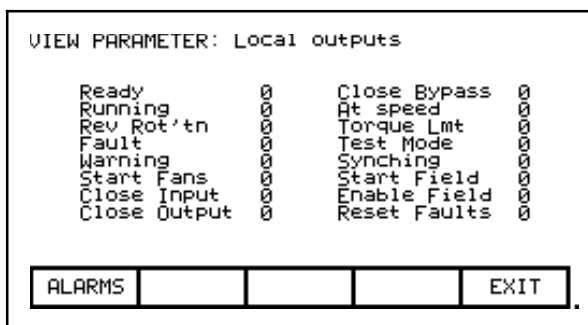 VIEW PARAMETER: Local outputs
Ready 0 Close Bypass 0
Running 0 At speed 0
Rev Rot'tn 0 Torque Lmt 0
Fault 0 Test Mode 0
Warning 0 Synching 0
Start Fans 0 Start Field 0
Close Input 0 Enable Field 0
Close Output 0 Reset Faults 0
ALARMS EXIT
.